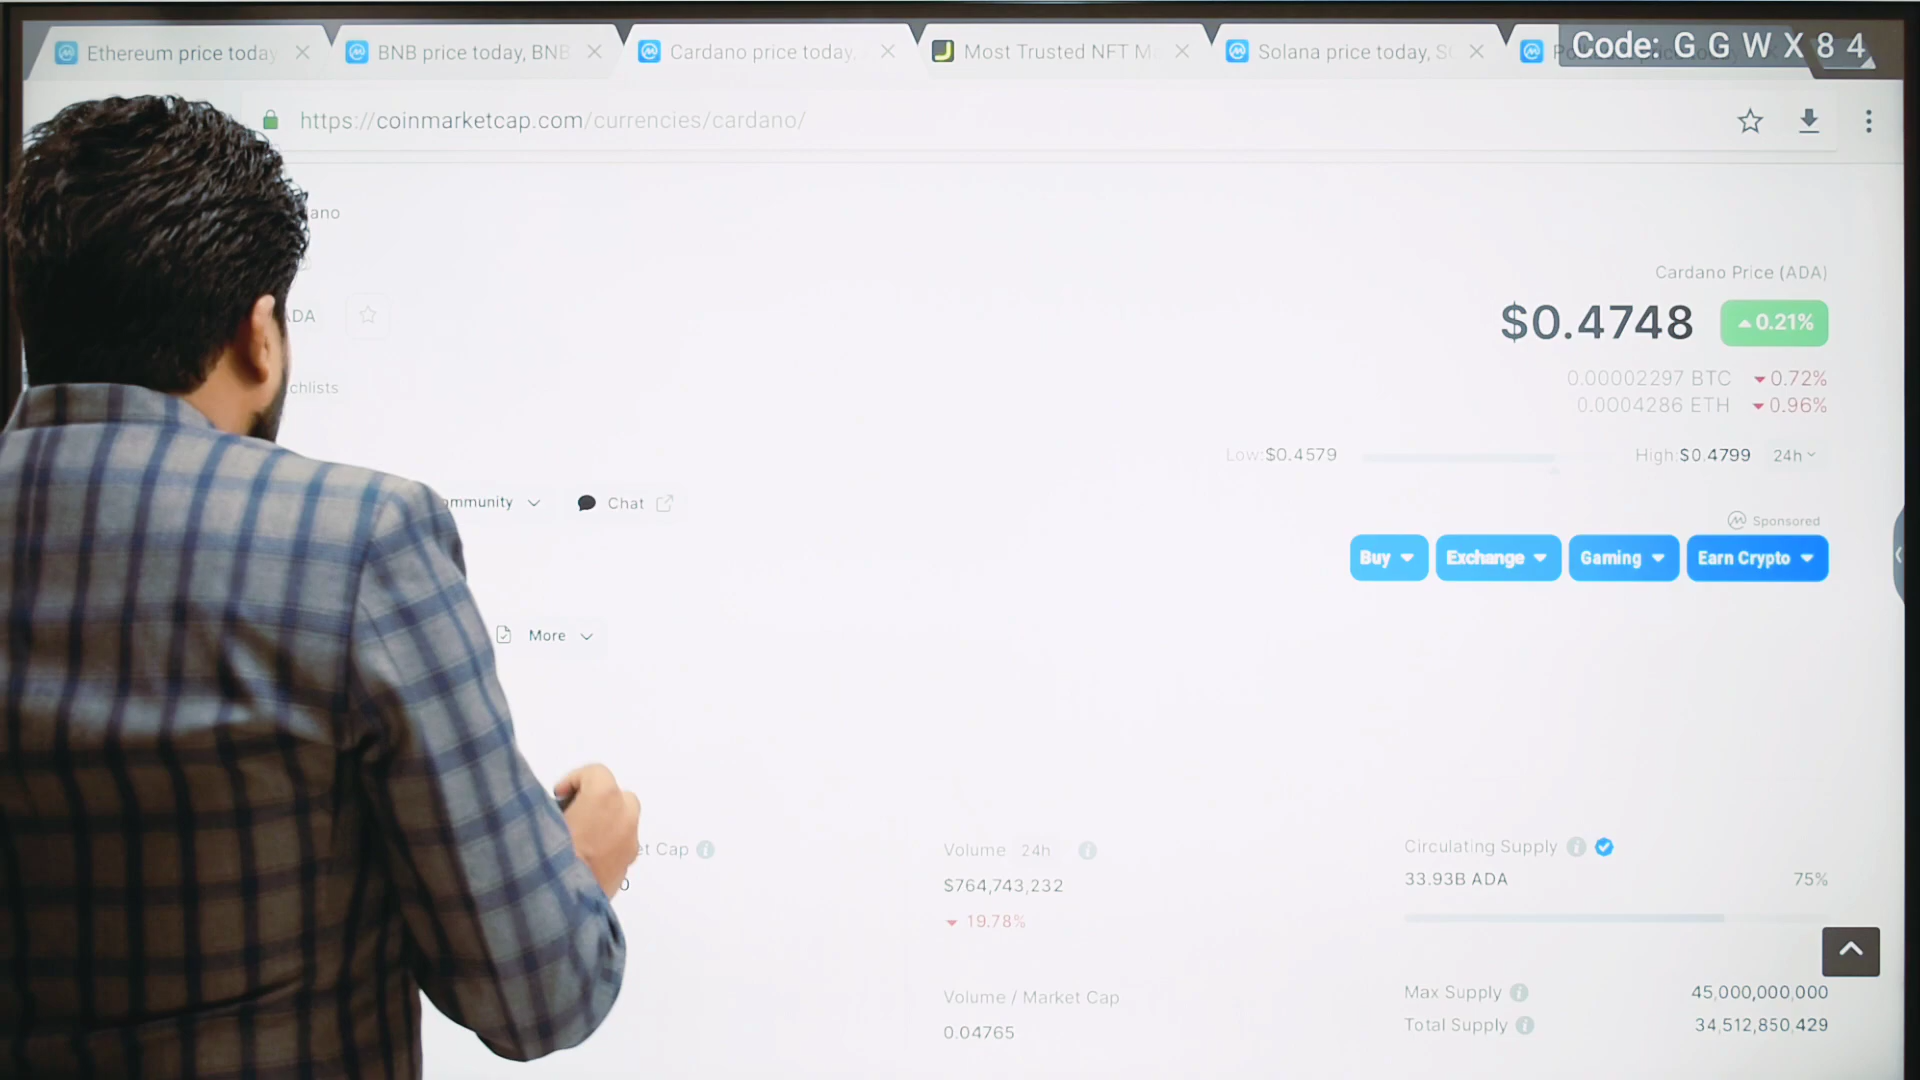 Ethereum price today
BNB price today, BNB
Cardano price today,
Most Trusted NFT M
Solana price today, S
Code: GGWX84
https://coinmarketcap.com/currencies/cardano/
ano
Cardano Price (ADA)
$0.4748 0.21%
DA
0.00002297 BTC 0.72%
chlists
0.0004286 ETH 0.96%
Low:$0.4579 High:$0.4799 24h
mmunity Chat
Sponsored
Buy Exchange Gaming Earn Crypto
More
et Cap
Volume 24h
Circulating Supply
0
$764,743,232
33.93B ADA 75%
19.78%
Volume / Market Cap
0.04765
Max Supply 45,000,000,000
Total Supply 34,512,850,429